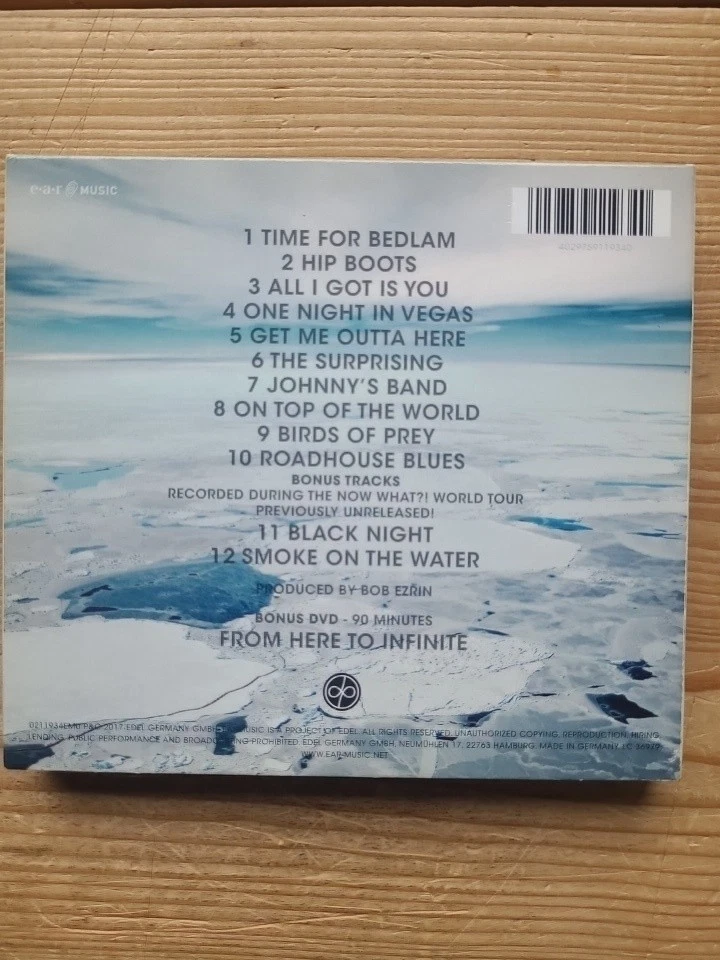 e·a·r MUSIC
1 TIME FOR BEDLAM
2 HIP BOOTS
3 ALL I GOT IS YOU
4 ONE NIGHT IN VEGAS
5 GET ME OUTTA HERE
6 THE SURPRISING
7 JOHNNY'S BAND
8 ON TOP OF THE WORLD
9 BIRDS OF PREY
10 ROADHOUSE BLUES
BONUS TRACKS
RECORDED DURING THE NOW WHAT?! WORLD TOUR
PREVIOUSLY UNRELEASED!
11 BLACK NIGHT
12 SMOKE ON THE WATER
PRODUCED BY BOB EZRIN
BONUS DVD - 90 MINUTES
FROM HERE TO INFINITE
dp
0211934EMU P&C 2017 EDEL GERMANY GMBH. MUSIC IS A PROJECT OF EDEL. ALL RIGHTS RESERVED. UNAUTHORIZED COPYING, REPRODUCTION, HIRING,
LENDING, PUBLIC PERFORMANCE AND BROADCASTING PROHIBITED. EDEL GERMANY GMBH, NEUMÜHLEN 17, 22763 HAMBURG. MADE IN GERMANY. LC
WWW.EAR-MUSIC.NET